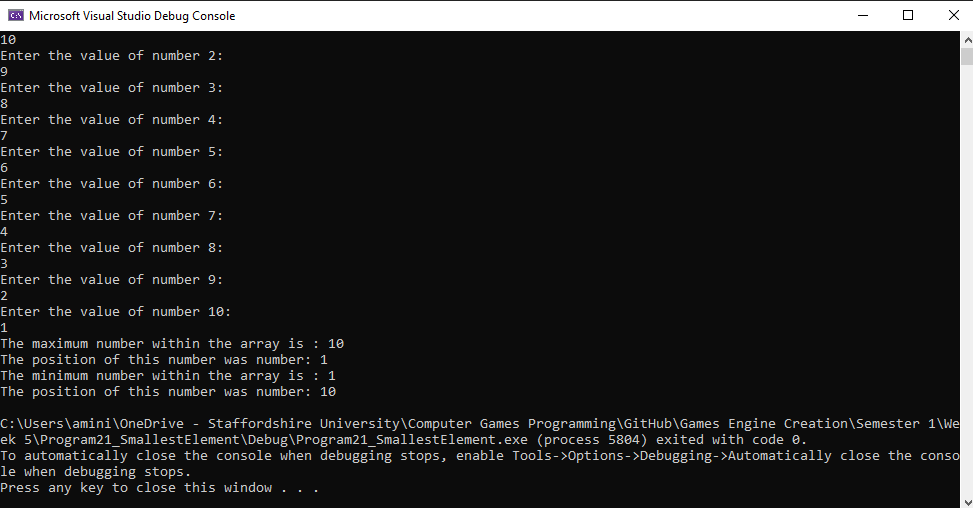 Microsoft Visual Studio Debug Console
10
Enter the value of number 2:
9
Enter the value of number 3:
8
Enter the value of number 4:
7
Enter the value of number 5:
6
Enter the value of number 6:
5
Enter the value of number 7:
4
Enter the value of number 8:
3
Enter the value of number 9:
2
Enter the value of number 10:
1
The maximum number within the array is : 10
The position of this number was number: 1
The minimum number within the array is : 1
The position of this number was number: 10
C:\Users\amini\OneDrive - Staffordshire University\Computer Games Programming\GitHub\Games Engine Creation\Semester 1\We
ek 5\Program21_SmallestElement\Debug\Program21_SmallestElement.exe (process 5804) exited with code 0.
To automatically close the console when debugging stops, enable Tools->Options->Debugging->Automatically close the conso
le when debugging stops.
Press any key to close this window . . .